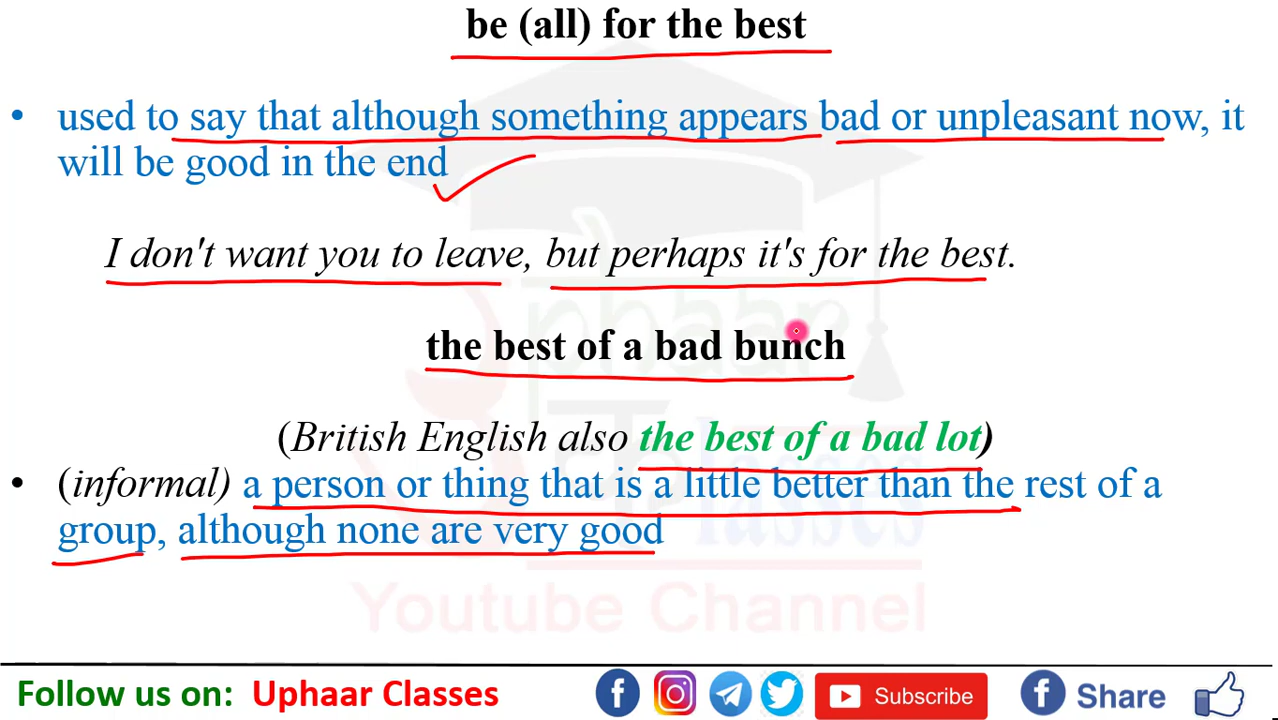 be (all) for the best
• used to say that although something appears bad or unpleasant now, it
will be good in the end
I don't want you to leave, but perhaps it's for the best.
the best of a bad bunch
(British English also the best of a bad lot)
• (informal) a person or thing that is a little better than the rest of a
group, although none are very good
Youtube Channel
Follow us on: Uphaar Classes Subscribe Share